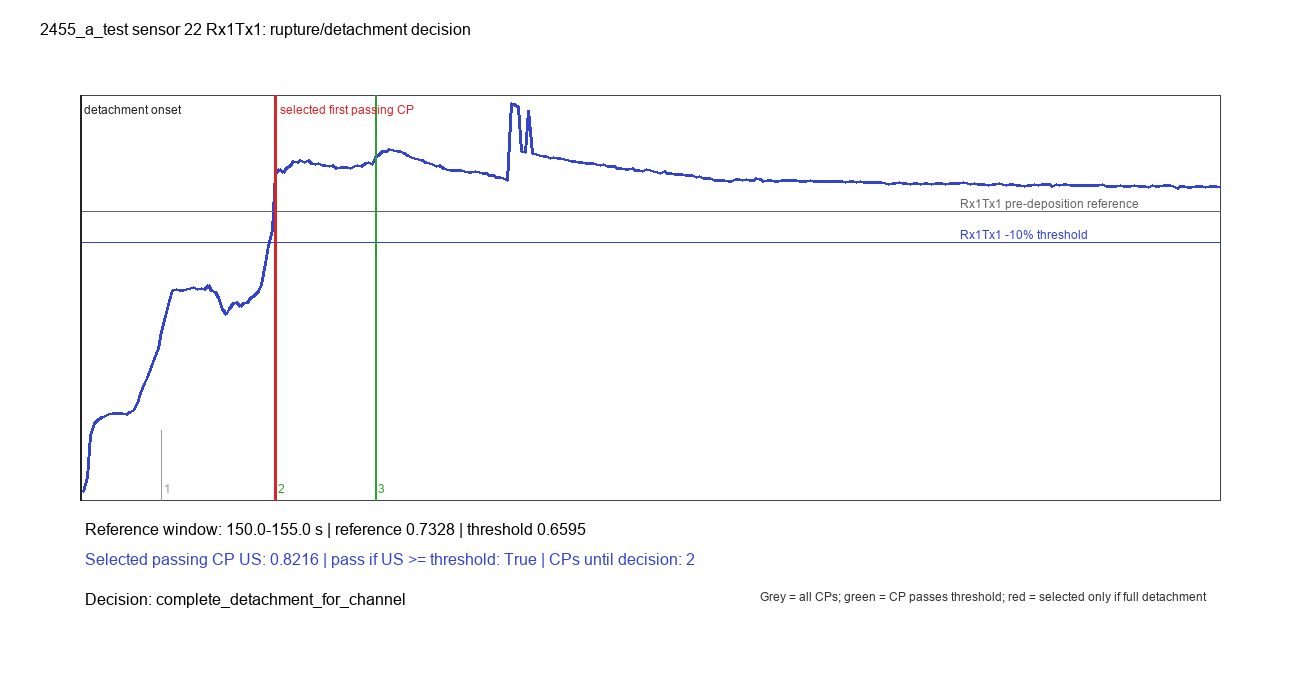 2455_a_test sensor 22 Rx1Tx1: rupture/detachment decision
detachment onset
selected first passing CP
Rx1Tx1 pre-deposition reference
Rx1Tx1 -10% threshold
1
2
3
Reference window: 150.0-155.0 s | reference 0.7328 | threshold 0.6595
Selected passing CP US: 0.8216 | pass if US >= threshold: True | CPs until decision: 2
Decision: complete_detachment_for_channel
Grey = all CPs; green = CP passes threshold; red = selected only if full detachment